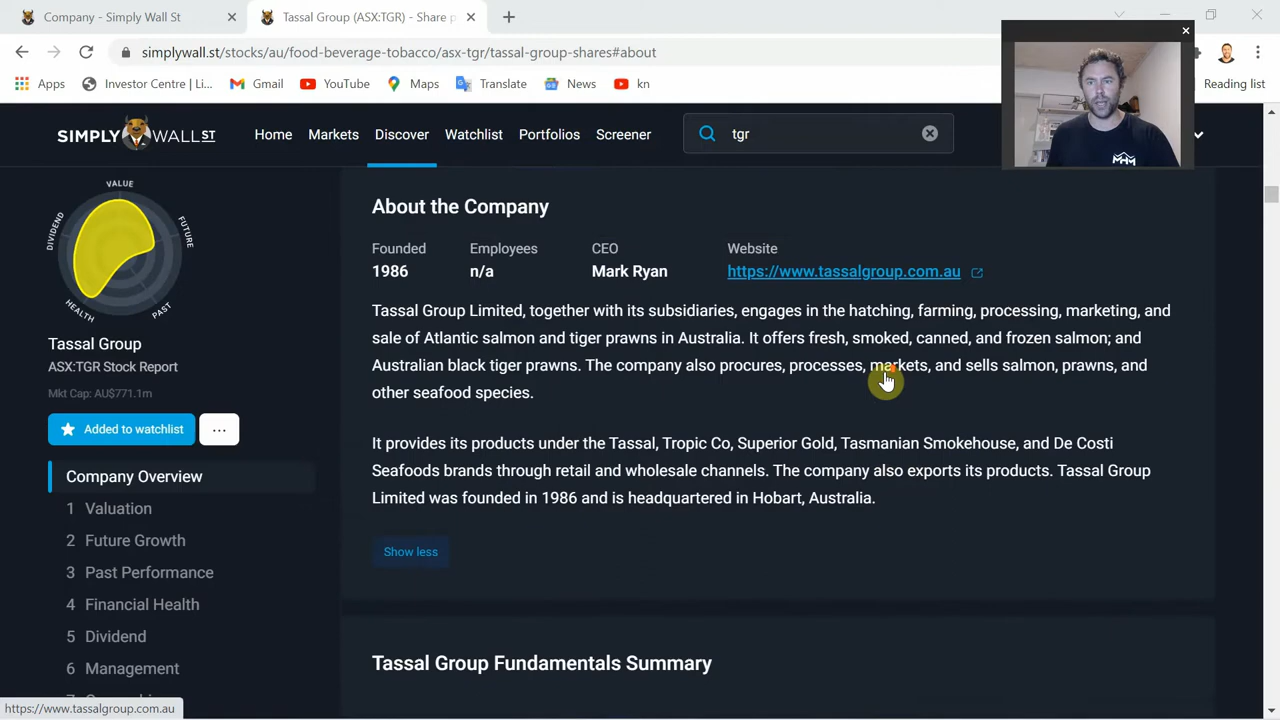 Company - Simply Wall St
Tassal Group (ASX:TGR) - Share p
simplywall.st/stocks/au/food-beverage-tobacco/asx-tgr/tassal-group-shares#about
Apps
Investor Centre | Li...
Gmail
YouTube
Maps
Translate
News
kn
Reading list
SIMPLY WALL ST
Home
Markets
Discover
Watchlist
Portfolios
Screener
tgr
MHM
VALUE
FUTURE
PAST
HEALTH
DIVIDEND
Tassal Group
ASX:TGR Stock Report
Mkt Cap: AU$771.1m
Added to watchlist
...
Company Overview
1 Valuation
2 Future Growth
3 Past Performance
4 Financial Health
5 Dividend
6 Management
About the Company
Founded
1986
Employees
n/a
CEO
Mark Ryan
Website
https://www.tassalgroup.com.au
Tassal Group Limited, together with its subsidiaries, engages in the hatching, farming, processing, marketing, and
sale of Atlantic salmon and tiger prawns in Australia. It offers fresh, smoked, canned, and frozen salmon; and
Australian black tiger prawns. The company also procures, processes, markets, and sells salmon, prawns, and
other seafood species.
It provides its products under the Tassal, Tropic Co, Superior Gold, Tasmanian Smokehouse, and De Costi
Seafoods brands through retail and wholesale channels. The company also exports its products. Tassal Group
Limited was founded in 1986 and is headquartered in Hobart, Australia.
Show less
Tassal Group Fundamentals Summary
https://www.tassalgroup.com.au